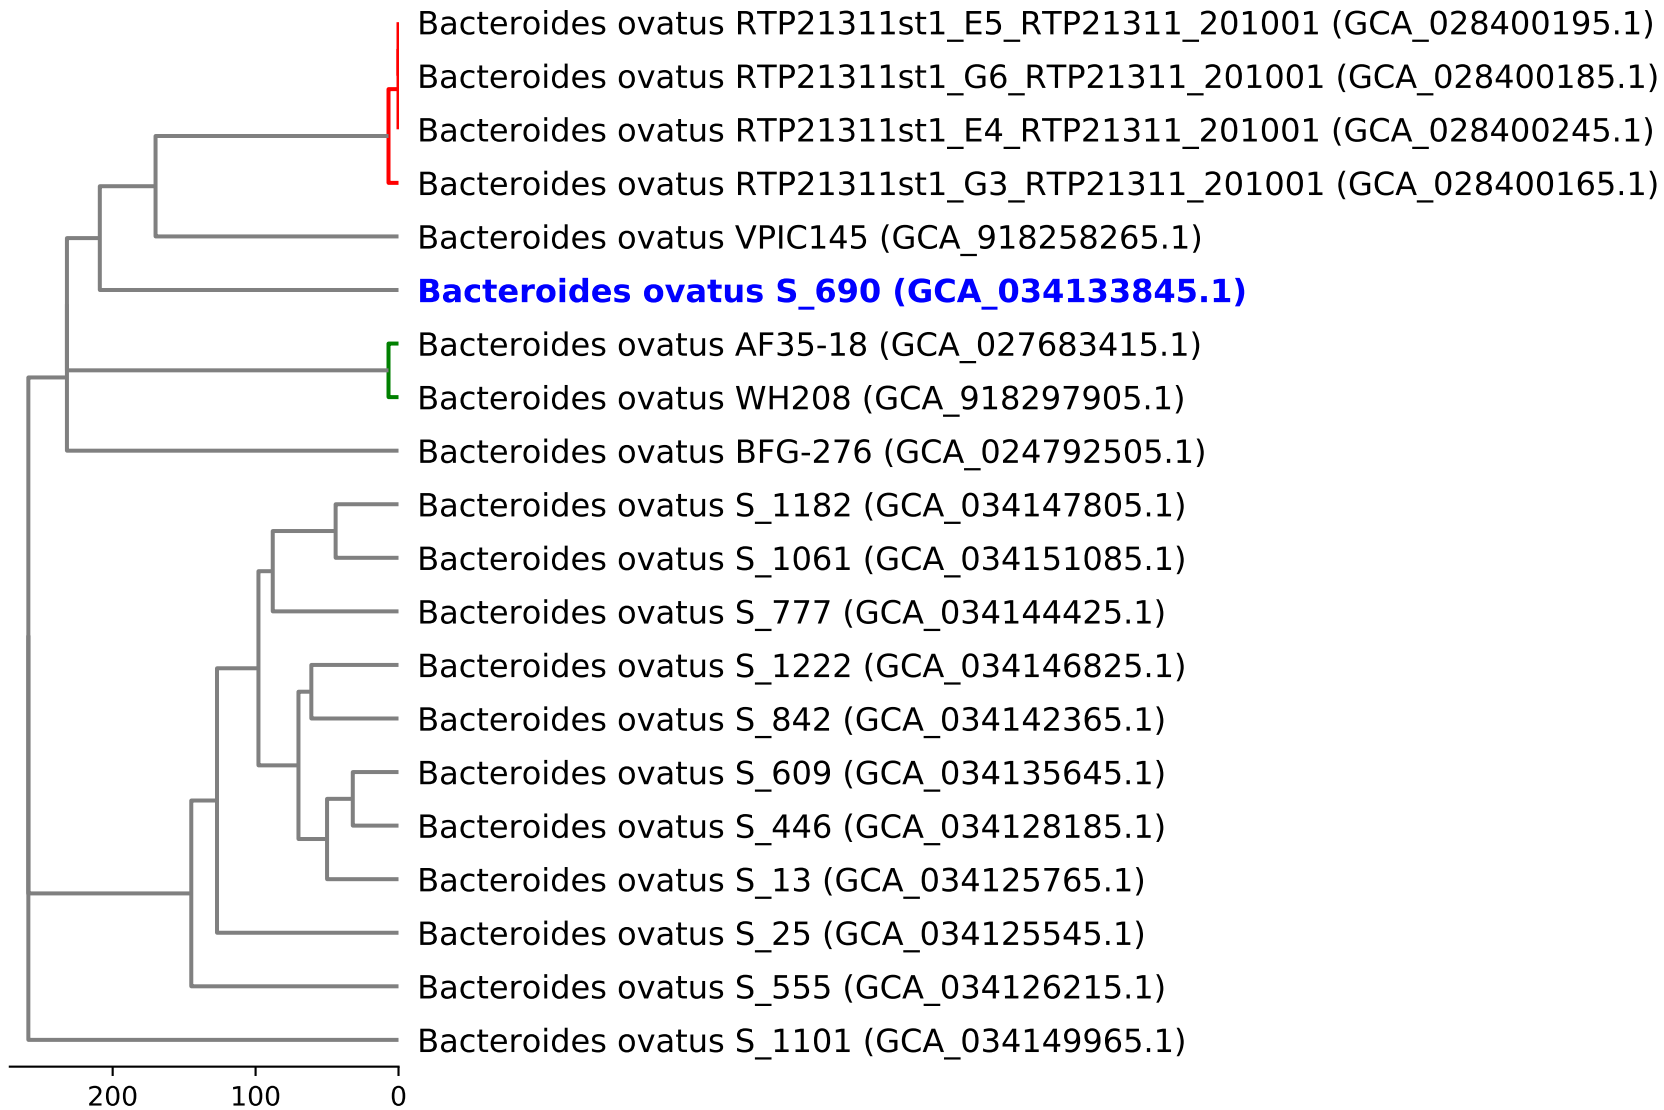 Bacteroides ovatus RTP21311st1_E5_RTP21311_201001 (GCA_028400195.1)
Bacteroides ovatus RTP21311st1_G6_RTP21311_201001 (GCA_028400185.1)
Bacteroides ovatus RTP21311st1_E4_RTP21311_201001 (GCA_028400245.1)
Bacteroides ovatus RTP21311st1_G3_RTP21311_201001 (GCA_028400165.1)
Bacteroides ovatus VPIC145 (GCA_918258265.1)
Bacteroides ovatus S_690 (GCA_034133845.1)
Bacteroides ovatus AF35-18 (GCA_027683415.1)
Bacteroides ovatus WH208 (GCA_918297905.1)
Bacteroides ovatus BFG-276 (GCA_024792505.1)
Bacteroides ovatus S_1182 (GCA_034147805.1)
Bacteroides ovatus S_1061 (GCA_034151085.1)
Bacteroides ovatus S_777 (GCA_034144425.1)
Bacteroides ovatus S_1222 (GCA_034146825.1)
Bacteroides ovatus S_842 (GCA_034142365.1)
Bacteroides ovatus S_609 (GCA_034135645.1)
Bacteroides ovatus S_446 (GCA_034128185.1)
Bacteroides ovatus S_13 (GCA_034125765.1)
Bacteroides ovatus S_25 (GCA_034125545.1)
Bacteroides ovatus S_555 (GCA_034126215.1)
Bacteroides ovatus S_1101 (GCA_034149965.1)
200 100 0